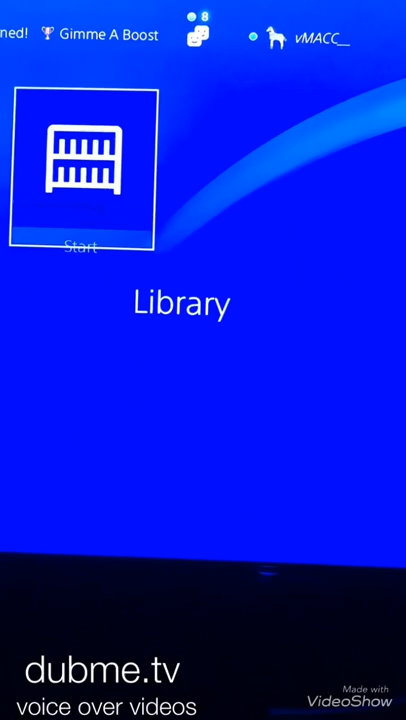 ned! 🏆 Gimme A Boost
8
vMACC__
Start
Library
dubme.tv
voice over videos
Made with
VideoShow